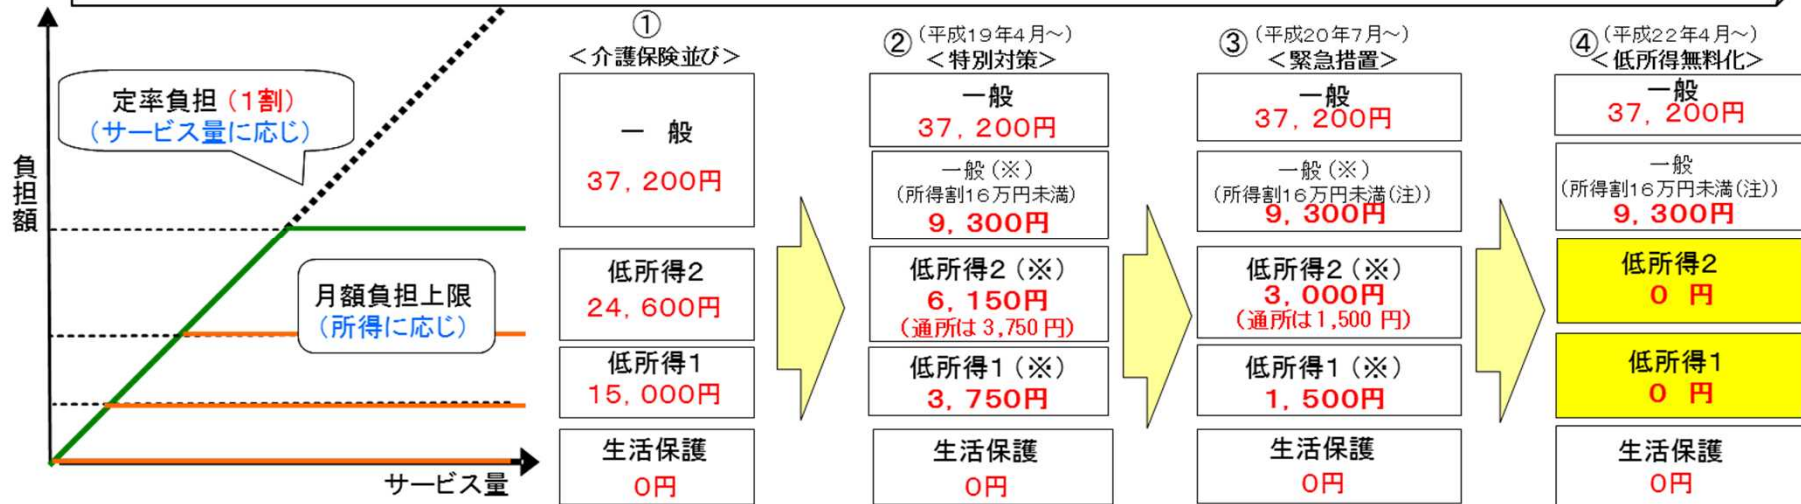 負担額
定率負担（1割）
（サービス量に応じ）
月額負担上限
（所得に応じ）
サービス量
①
＜介護保険並び＞
一　般
37，200円
低所得2
24，600円
低所得1
15，000円
生活保護
0円
②（平成19年4月～）
＜特別対策＞
一般
37，200円
一般（※）
（所得割16万円未満）
9，300円
低所得2（※）
6，150円
（通所は3,750円）
低所得1（※）
3，750円
生活保護
0円
③（平成20年7月～）
＜緊急措置＞
一般
37，200円
一般（※）
（所得割16万円未満（注））
9，300円
低所得2（※）
3，000円
（通所は1,500円）
低所得1（※）
1，500円
生活保護
0円
④（平成22年4月～）
＜低所得無料化＞
一般
37，200円
一般
（所得割16万円未満（注））
9，300円
低所得2
0　円
低所得1
0　円
生活保護
0円